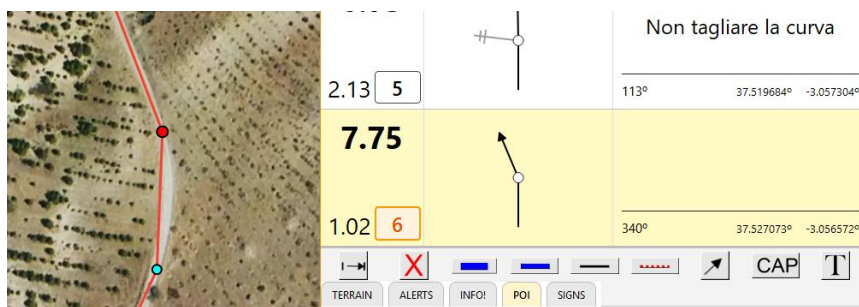 Non tagliare la curva
2.13 5
113º 37.519684º -3.057304º
7.75
1.02 6
340º 37.527073º -3.056572º
CAP T
TERRAIN ALERTS INFO! POI SIGNS